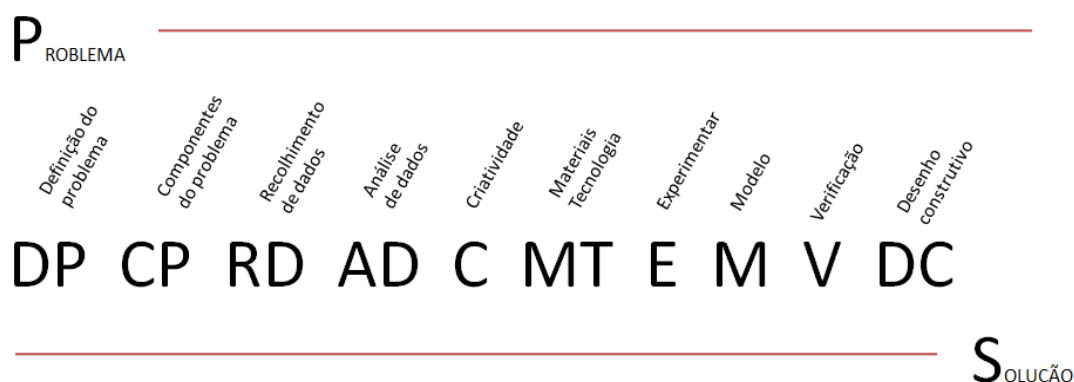 PROBLEMA
Definição do
problema
Componentes
do problema
Recolhimento
de dados
Análise
de dados
Criatividade
Materiais
Tecnologia
Experimentar
Modelo
Verificação
Desenho
construtivo
DP CP RD AD C MT E M V DC
SOLUCÃO